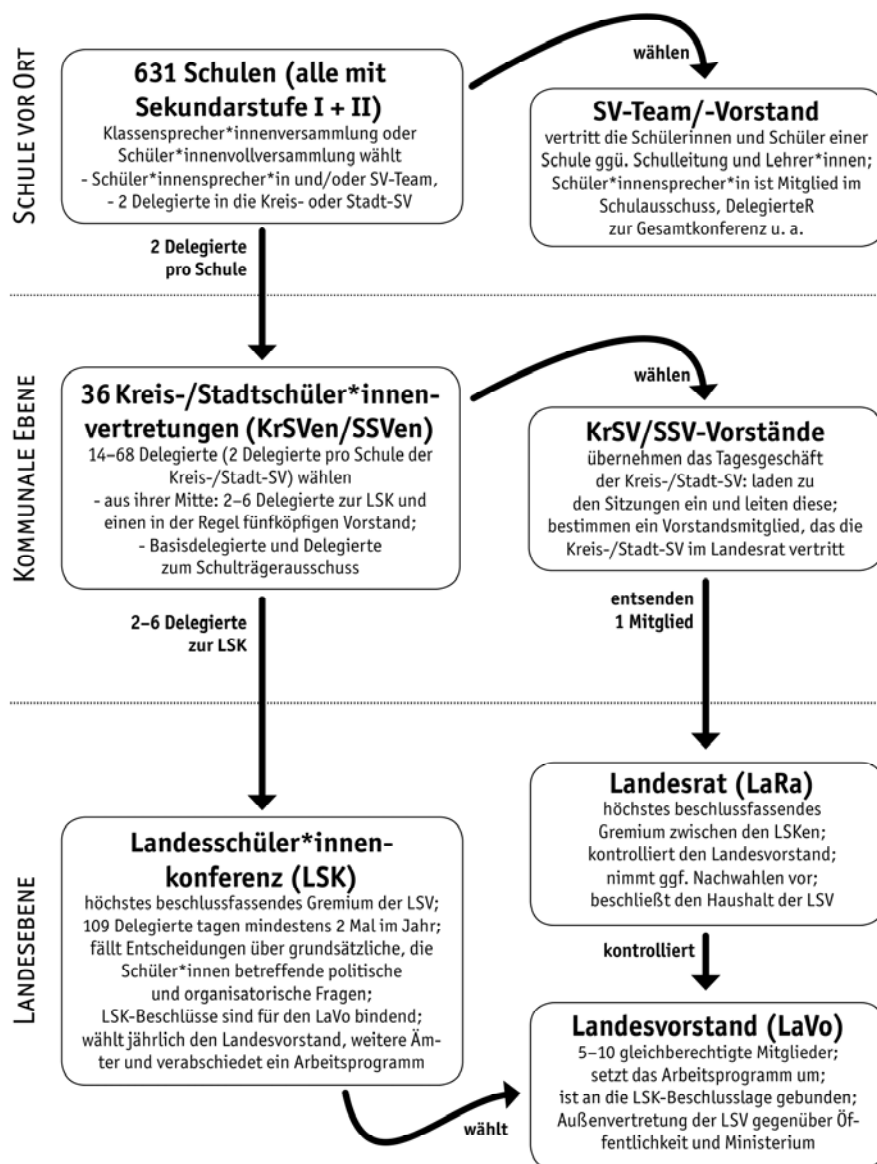 SCHULE VOR ORT
631 Schulen (alle mit
Sekundarstufe I + II)
Klassensprecher*innenversammlung oder
Schüler*innenvollversammlung wählt
- Schüler*innensprecher*in und/oder SV-Team,
- 2 Delegierte in die Kreis- oder Stadt-SV
wählen
SV-Team/-Vorstand
vertritt die Schülerinnen und Schüler einer
Schule ggü. Schulleitung und Lehrer*innen;
Schüler*innensprecher*in ist Mitglied im
Schulausschuss, DelegierteR
zur Gesamtkonferenz u. a.
2 Delegierte
pro Schule
KOMMUNALE EBENE
36 Kreis-/Stadtschüler*innen-
vertretungen (KrSVen/SSVen)
14–68 Delegierte (2 Delegierte pro Schule der
Kreis-/Stadt-SV) wählen
- aus ihrer Mitte: 2–6 Delegierte zur LSK und
einen in der Regel fünfköpfigen Vorstand;
- Basisdelegierte und Delegierte
zum Schulträgerausschuss
wählen
KrSV/SSV-Vorstände
übernehmen das Tagesgeschäft
der Kreis-/Stadt-SV: laden zu
den Sitzungen ein und leiten diese;
bestimmen ein Vorstandsmitglied, das die
Kreis-/Stadt-SV im Landesrat vertritt
2–6 Delegierte
zur LSK
entsenden
1 Mitglied
LANDESEBENE
Landesschüler*innen-
konferenz (LSK)
höchstes beschlussfassendes Gremium der LSV;
109 Delegierte tagen mindestens 2 Mal im Jahr;
fällt Entscheidungen über grundsätzliche, die
Schüler*innen betreffende politische
und organisatorische Fragen;
LSK-Beschlüsse sind für den LaVo bindend;
wählt jährlich den Landesvorstand, weitere Äm-
ter und verabschiedet ein Arbeitsprogramm
Landesrat (LaRa)
höchstes beschlussfassendes
Gremium zwischen den LSKen;
kontrolliert den Landesvorstand;
nimmt ggf. Nachwahlen vor;
beschließt den Haushalt der LSV
kontrolliert
wählt
Landesvorstand (LaVo)
5–10 gleichberechtigte Mitglieder;
setzt das Arbeitsprogramm um;
ist an die LSK-Beschlusslage gebunden;
Außenvertretung der LSV gegenüber Öf-
fentlichkeit und Ministerium